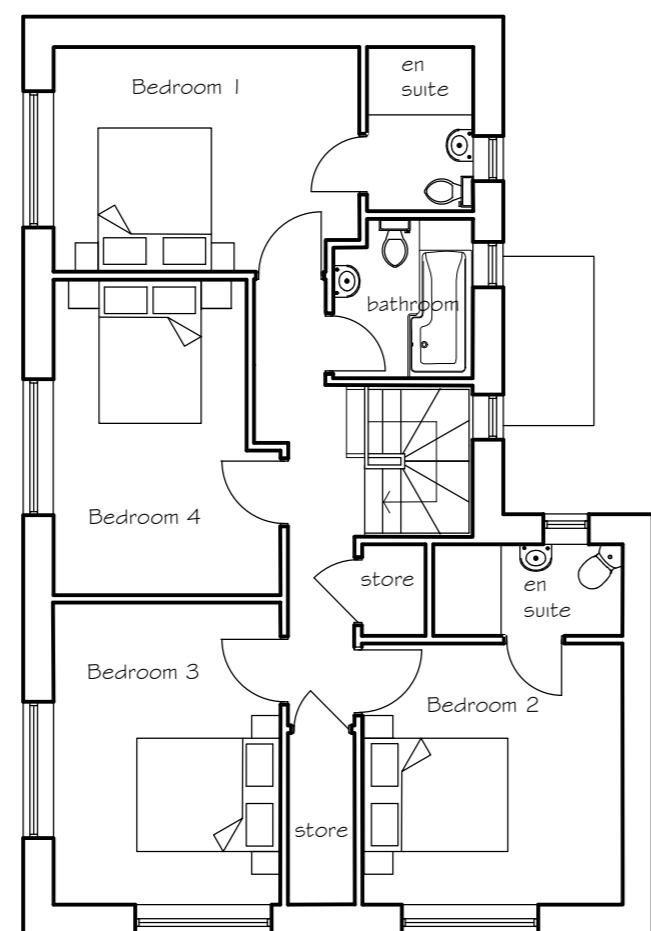 Bedroom 1
en
suite
bathroom
Bedroom 4
store
en
suite
Bedroom 3
Bedroom 2
store